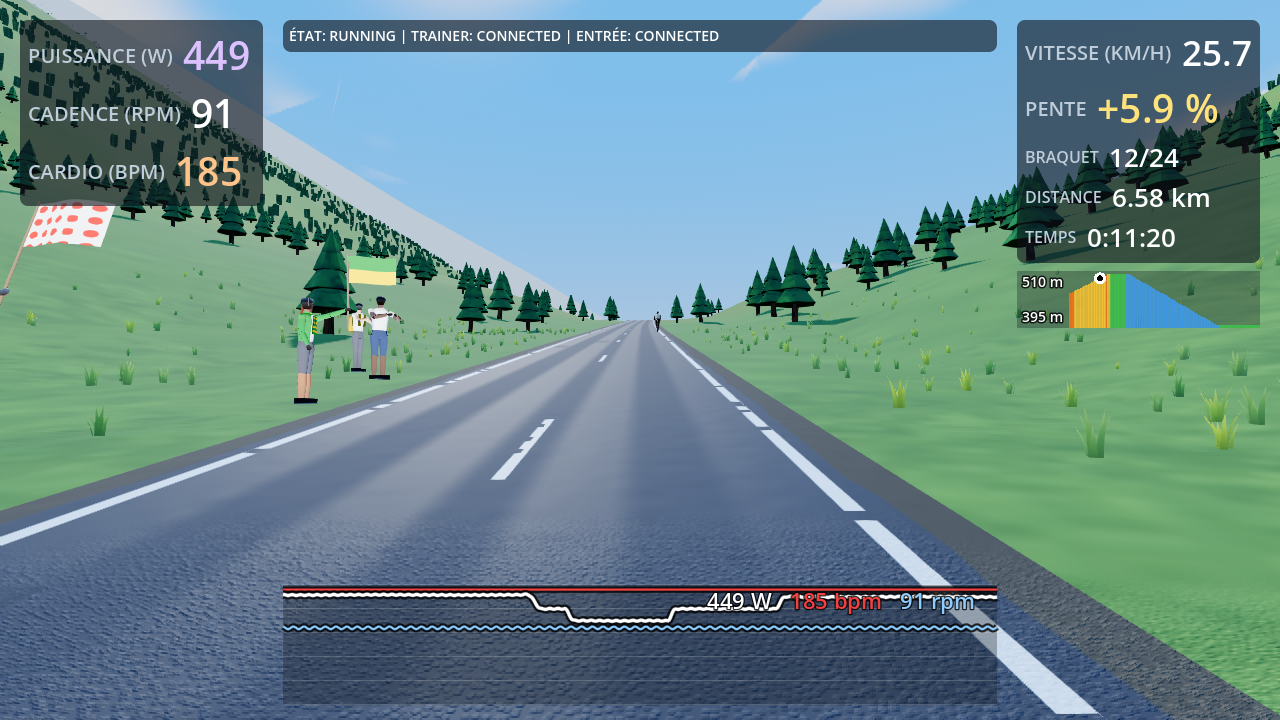 PUISSANCE (W) 449
CADENCE (RPM) 91
CARDIO (BPM) 185
ÉTAT: RUNNING | TRAINER: CONNECTED | ENTRÉE: CONNECTED
VITESSE (KM/H) 25.7
PENTE +5.9 %
BRAQUET 12/24
DISTANCE 6.58 km
TEMPS 0:11:20
510 m
395 m
449 W 185 bpm 91 rpm